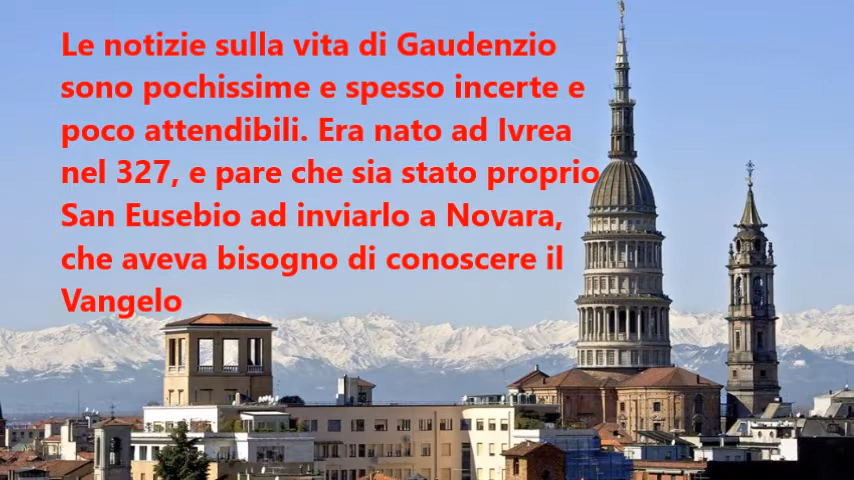 Le notizie sulla vita di Gaudenzio
sono pochissime e spesso incerte e
poco attendibili. Era nato ad Ivrea
nel 327, e pare che sia stato proprio
San Eusebio ad inviarlo a Novara,
che aveva bisogno di conoscere il
Vangelo